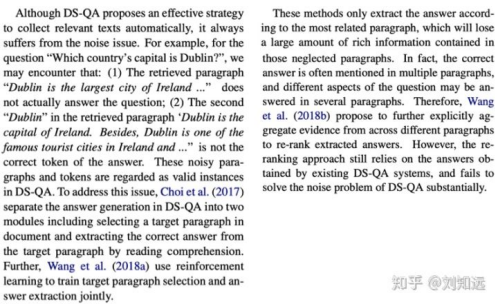 Although DS-QA proposes an effective strategy
to collect relevant texts automatically, it always
suffers from the noise issue. For example, for the
question “Which country's capital is Dublin?”, we
may encounter that: (1) The retrieved paragraph
“Dublin is the largest city of Ireland ...” does
not actually answer the question; (2) The second
“Dublin” in the retrieved paragraph ‘Dublin is the
capital of Ireland. Besides, Dublin is one of the
famous tourist cities in Ireland and ...” is not the
correct token of the answer. These noisy para-
graphs and tokens are regarded as valid instances
in DS-QA. To address this issue, Choi et al. (2017)
separate the answer generation in DS-QA into two
modules including selecting a target paragraph in
document and extracting the correct answer from
the target paragraph by reading comprehension.
Further, Wang et al. (2018a) use reinforcement
learning to train target paragraph selection and an-
swer extraction jointly.
These methods only extract the answer accord-
ing to the most related paragraph, which will lose
a large amount of rich information contained in
those neglected paragraphs. In fact, the correct
answer is often mentioned in multiple paragraphs,
and different aspects of the question may be an-
swered in several paragraphs. Therefore, Wang
et al. (2018b) propose to further explicitly ag-
gregate evidence from across different paragraphs
to re-rank extracted answers. However, the re-
ranking approach still relies on the answers ob-
tained by existing DS-QA systems, and fails to
solve the noise problem of DS-QA substantially.
知乎 @刘知远